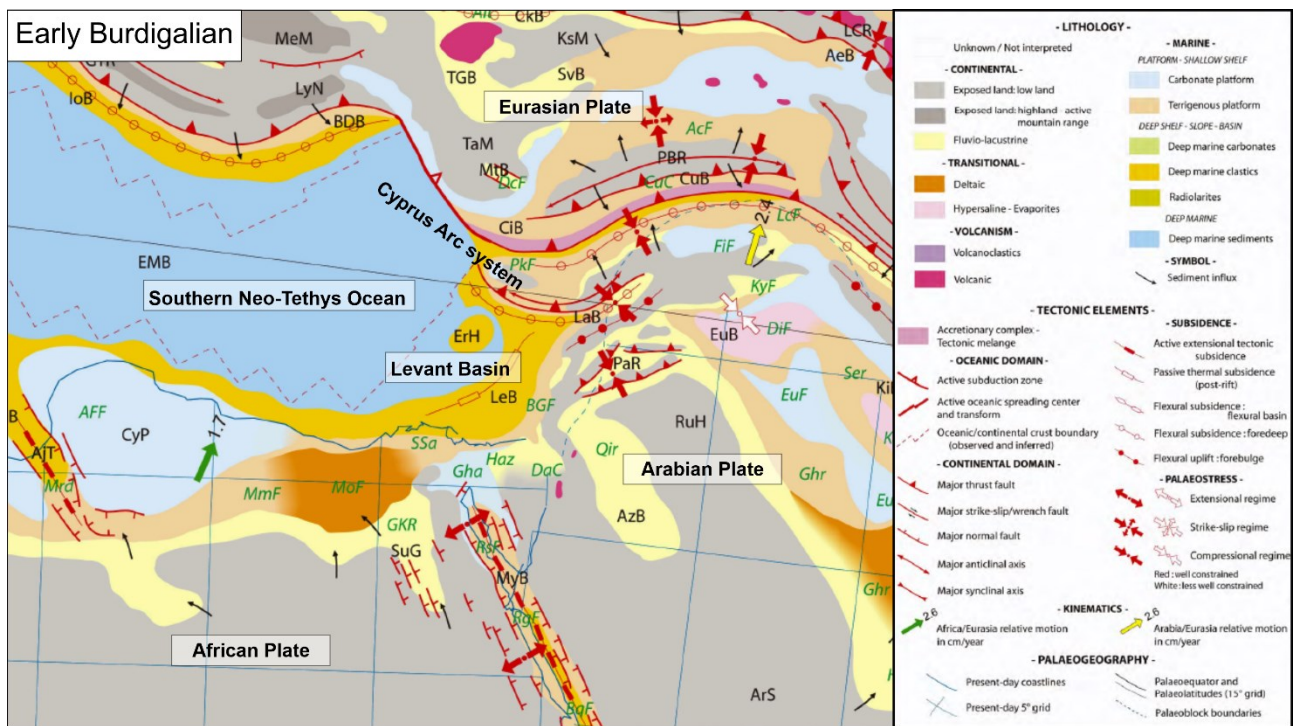 Early Burdigalian
MeM
CkB
KsM
LCR
AeB
TGB
SvB
IoB
LyN
BDB
Eurasian Plate
AcF
TaM
PBR
MtB
DcF
CaC
CuB
Cyprus Arc system
CiB
2.4
LcF
PkF
FiF
EMB
KyF
Southern Neo-Tethys Ocean
LaB
ErH
EuB
DiF
Levant Basin
PaR
Ser
LeB
BGF
EuF
AFF
CyP
1.7
RuH
SSa
Qir
AjT
Haz
Arabian Plate
Mra
MmF
MoF
Gha
DaC
Ghr
GKR
AzB
SuG
RsF
MyB
RgF
Ghr
African Plate
ArS
- LITHOLOGY -
Unknown / Not interpreted
- CONTINENTAL -
Exposed land: low land
Exposed land: highland - active
mountain range
Fluvio-lacustrine
- TRANSITIONAL -
Deltaic
Hypersaline - Evaporites
- VOLCANISM -
Volcanoclastics
Volcanic
- MARINE -
PLATFORM - SHALLOW SHELF
Carbonate platform
Terrigenous platform
DEEP SHELF - SLOPE - BASIN
Deep marine carbonates
Deep marine clastics
Radiolarites
DEEP MARINE
Deep marine sediments
- SYMBOL -
Sediment influx
- TECTONIC ELEMENTS -
Accretionary complex -
Tectonic melange
- OCEANIC DOMAIN -
Active subduction zone
Active oceanic spreading center
and transform
Oceanic/continental crust boundary
(observed and inferred)
- CONTINENTAL DOMAIN -
Major thrust fault
Major strike-slip/wrench fault
Major normal fault
Major anticlinal axis
Major synclinal axis
- SUBSIDENCE -
Active extensional tectonic
subsidence
Passive thermal subsidence
(post-rift)
Flexural subsidence :
flexural basin
Flexural subsidence : foredeep
Flexural uplift : forebulge
- PALAEOSTRESS -
Extensional regime
Strike-slip regime
Compressional regime
Red : well constrained
White : less well constrained
- KINEMATICS -
2.6
Africa/Eurasia relative motion
in cm/year
2.6
Arabia/Eurasia relative motion
in cm/year
- PALAEOGEOGRAPHY -
Present-day coastlines
Present-day 5° grid
Palaeoequator and
Palaeolatitudes (15° grid)
Palaeoblock boundaries